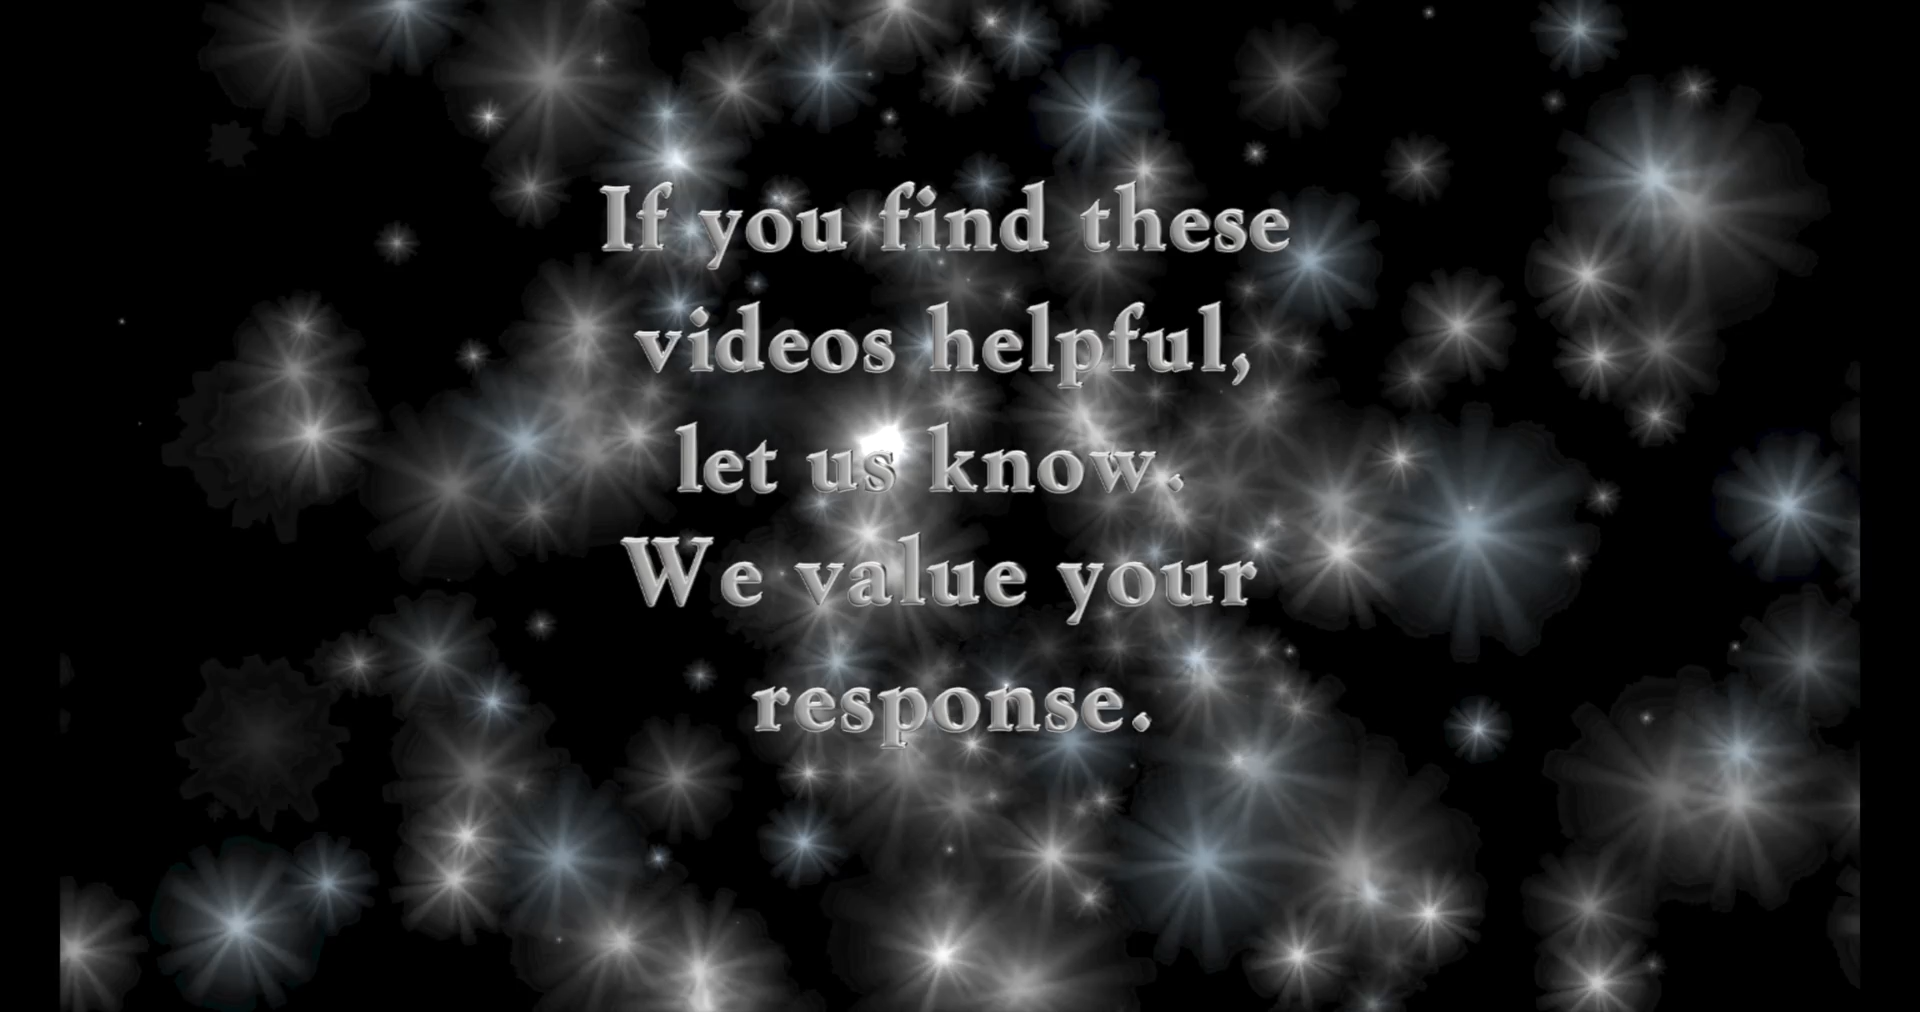 If you find these
videos helpful,
let us know.
We value your
response.